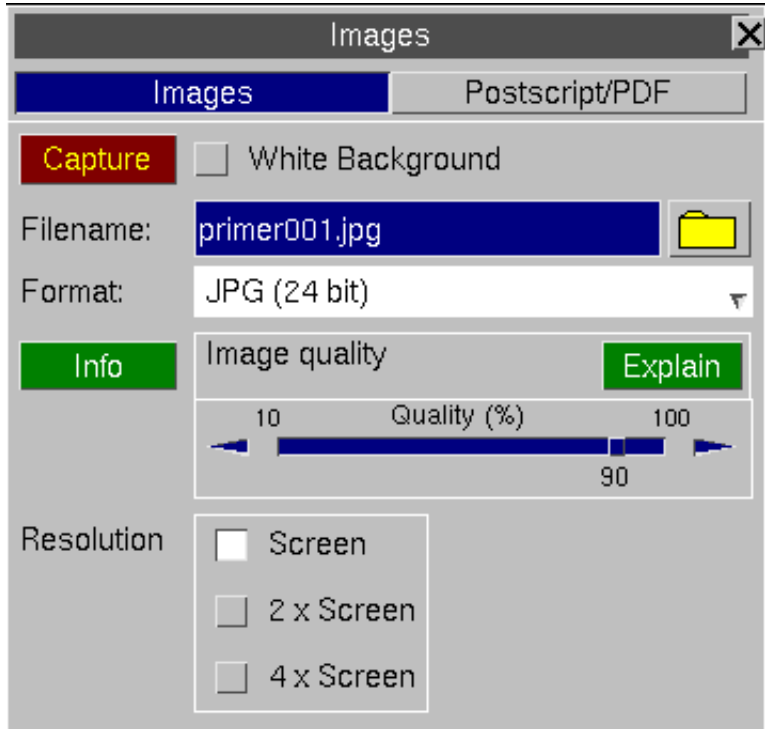 Images
Images Postscript/PDF
Capture White Background
Filename: primer001.jpg
Format: JPG (24 bit)
Info Image quality Explain
10 Quality (%) 100
90
Resolution Screen
2 x Screen
4 x Screen